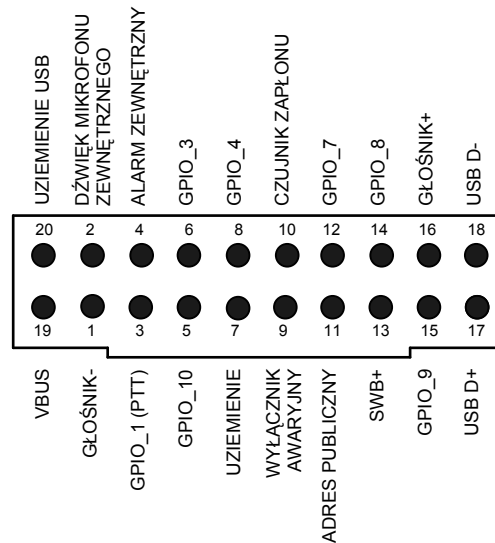 UZIEMIENIE USB
DŹWIĘK MIKROFONU
ZEWNĘTRZNEGO
ALARM ZEWNĘTRZNY
GPIO_3
GPIO_4
CZUJNIK ZAPŁONU
GPIO_7
GPIO_8
GŁOŚNIK+
USB D-
20 2 4 6 8 10 12 14 16 18
19 1 3 5 7 9 11 13 15 17
VBUS
GŁOŚNIK-
GPIO_1 (PTT)
GPIO_10
UZIEMIENIE
WYŁĄCZNIK
AWARYJNY
ADRES PUBLICZNY
SWB+
GPIO_9
USB D+